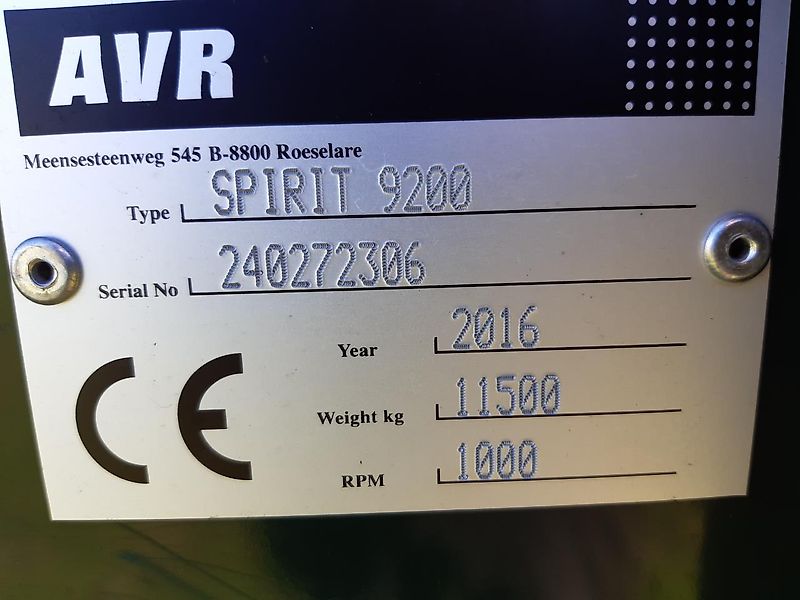 AVR
Meensesteenweg 545 B-8800 Roeselare
Type SPIRIT 9200
Serial No 240272306
Year 2016
Weight kg 11500
RPM 1000
CE